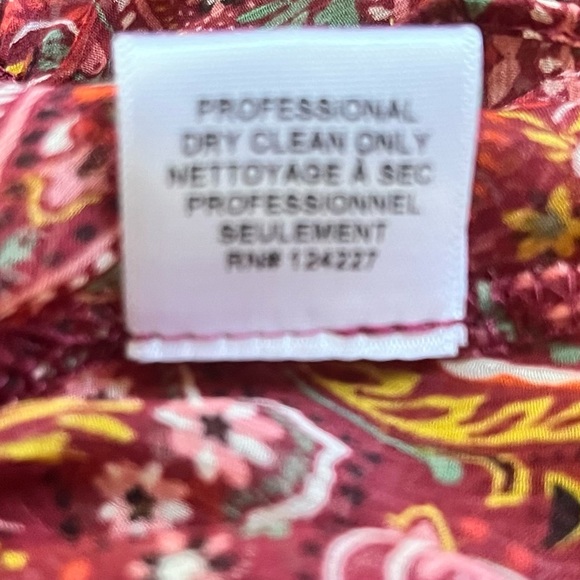 PROFESSIONAL
DRY CLEAN ONLY
NETTOYAGE À SEC
PROFESSIONNEL
SEULEMENT
RN# 124227